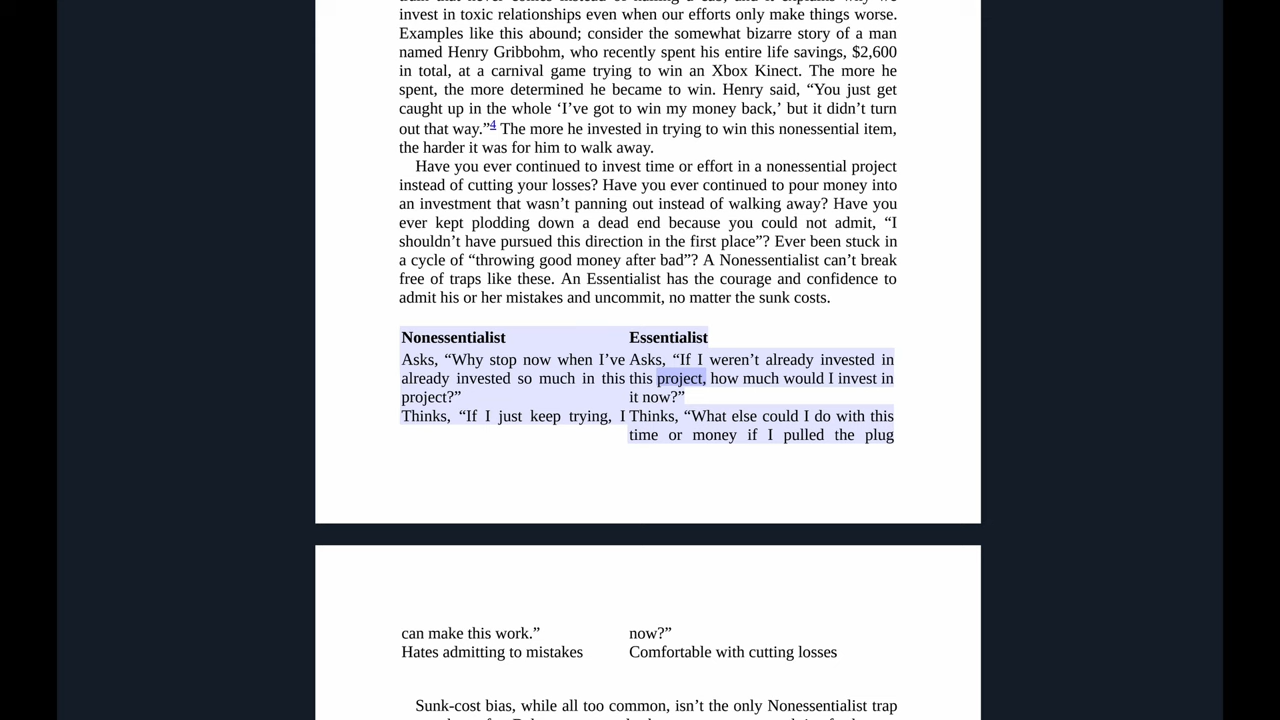 invest in toxic relationships even when our efforts only make things worse.
Examples like this abound; consider the somewhat bizarre story of a man
named Henry Gribbohm, who recently spent his entire life savings, $2,600
in total, at a carnival game trying to win an Xbox Kinect. The more he
spent, the more determined he became to win. Henry said, “You just get
caught up in the whole ‘I’ve got to win my money back,’ but it didn’t turn
out that way.”4 The more he invested in trying to win this nonessential item,
the harder it was for him to walk away.
Have you ever continued to invest time or effort in a nonessential project
instead of cutting your losses? Have you ever continued to pour money into
an investment that wasn’t panning out instead of walking away? Have you
ever kept plodding down a dead end because you could not admit, “I
shouldn’t have pursued this direction in the first place”? Ever been stuck in
a cycle of “throwing good money after bad”? A Nonessentialist can’t break
free of traps like these. An Essentialist has the courage and confidence to
admit his or her mistakes and uncommit, no matter the sunk costs.
Nonessentialist Essentialist
Asks, “Why stop now when I’ve Asks, “If I weren’t already invested in
already invested so much in this this project, how much would I invest in
project?” it now?”
Thinks, “If I just keep trying, I Thinks, “What else could I do with this
time or money if I pulled the plug
can make this work.” now?”
Hates admitting to mistakes Comfortable with cutting losses
Sunk-cost bias, while all too common, isn’t the only Nonessentialist trap